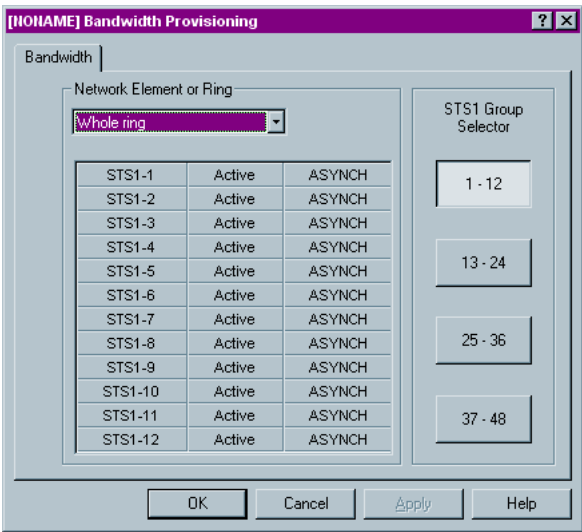 [NONAME] Bandwidth Provisioning
Bandwidth
Network Element or Ring
Whole ring
STS1-1 Active ASYNCH
STS1-2 Active ASYNCH
STS1-3 Active ASYNCH
STS1-4 Active ASYNCH
STS1-5 Active ASYNCH
STS1-6 Active ASYNCH
STS1-7 Active ASYNCH
STS1-8 Active ASYNCH
STS1-9 Active ASYNCH
STS1-10 Active ASYNCH
STS1-11 Active ASYNCH
STS1-12 Active ASYNCH
STS1 Group
Selector
1 - 12
13 - 24
25 - 36
37 - 48
OK Cancel Apply Help